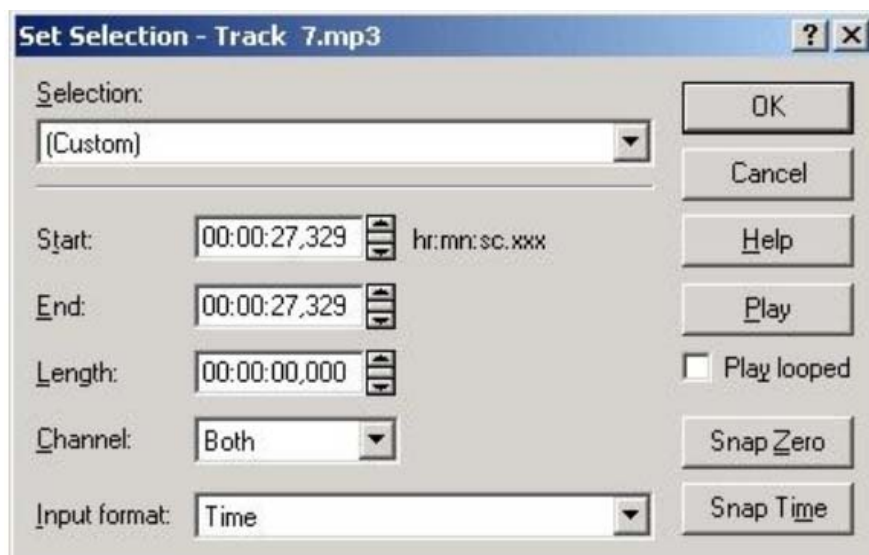 Set Selection - Track 7.mp3
Selection:
(Custom)
OK
Cancel
Start: 00:00:27,329 hr:mn:sc.xxx
Help
End: 00:00:27,329
Play
Length: 00:00:00,000
Play looped
Channel: Both
Snap Zero
Input format: Time
Snap Time